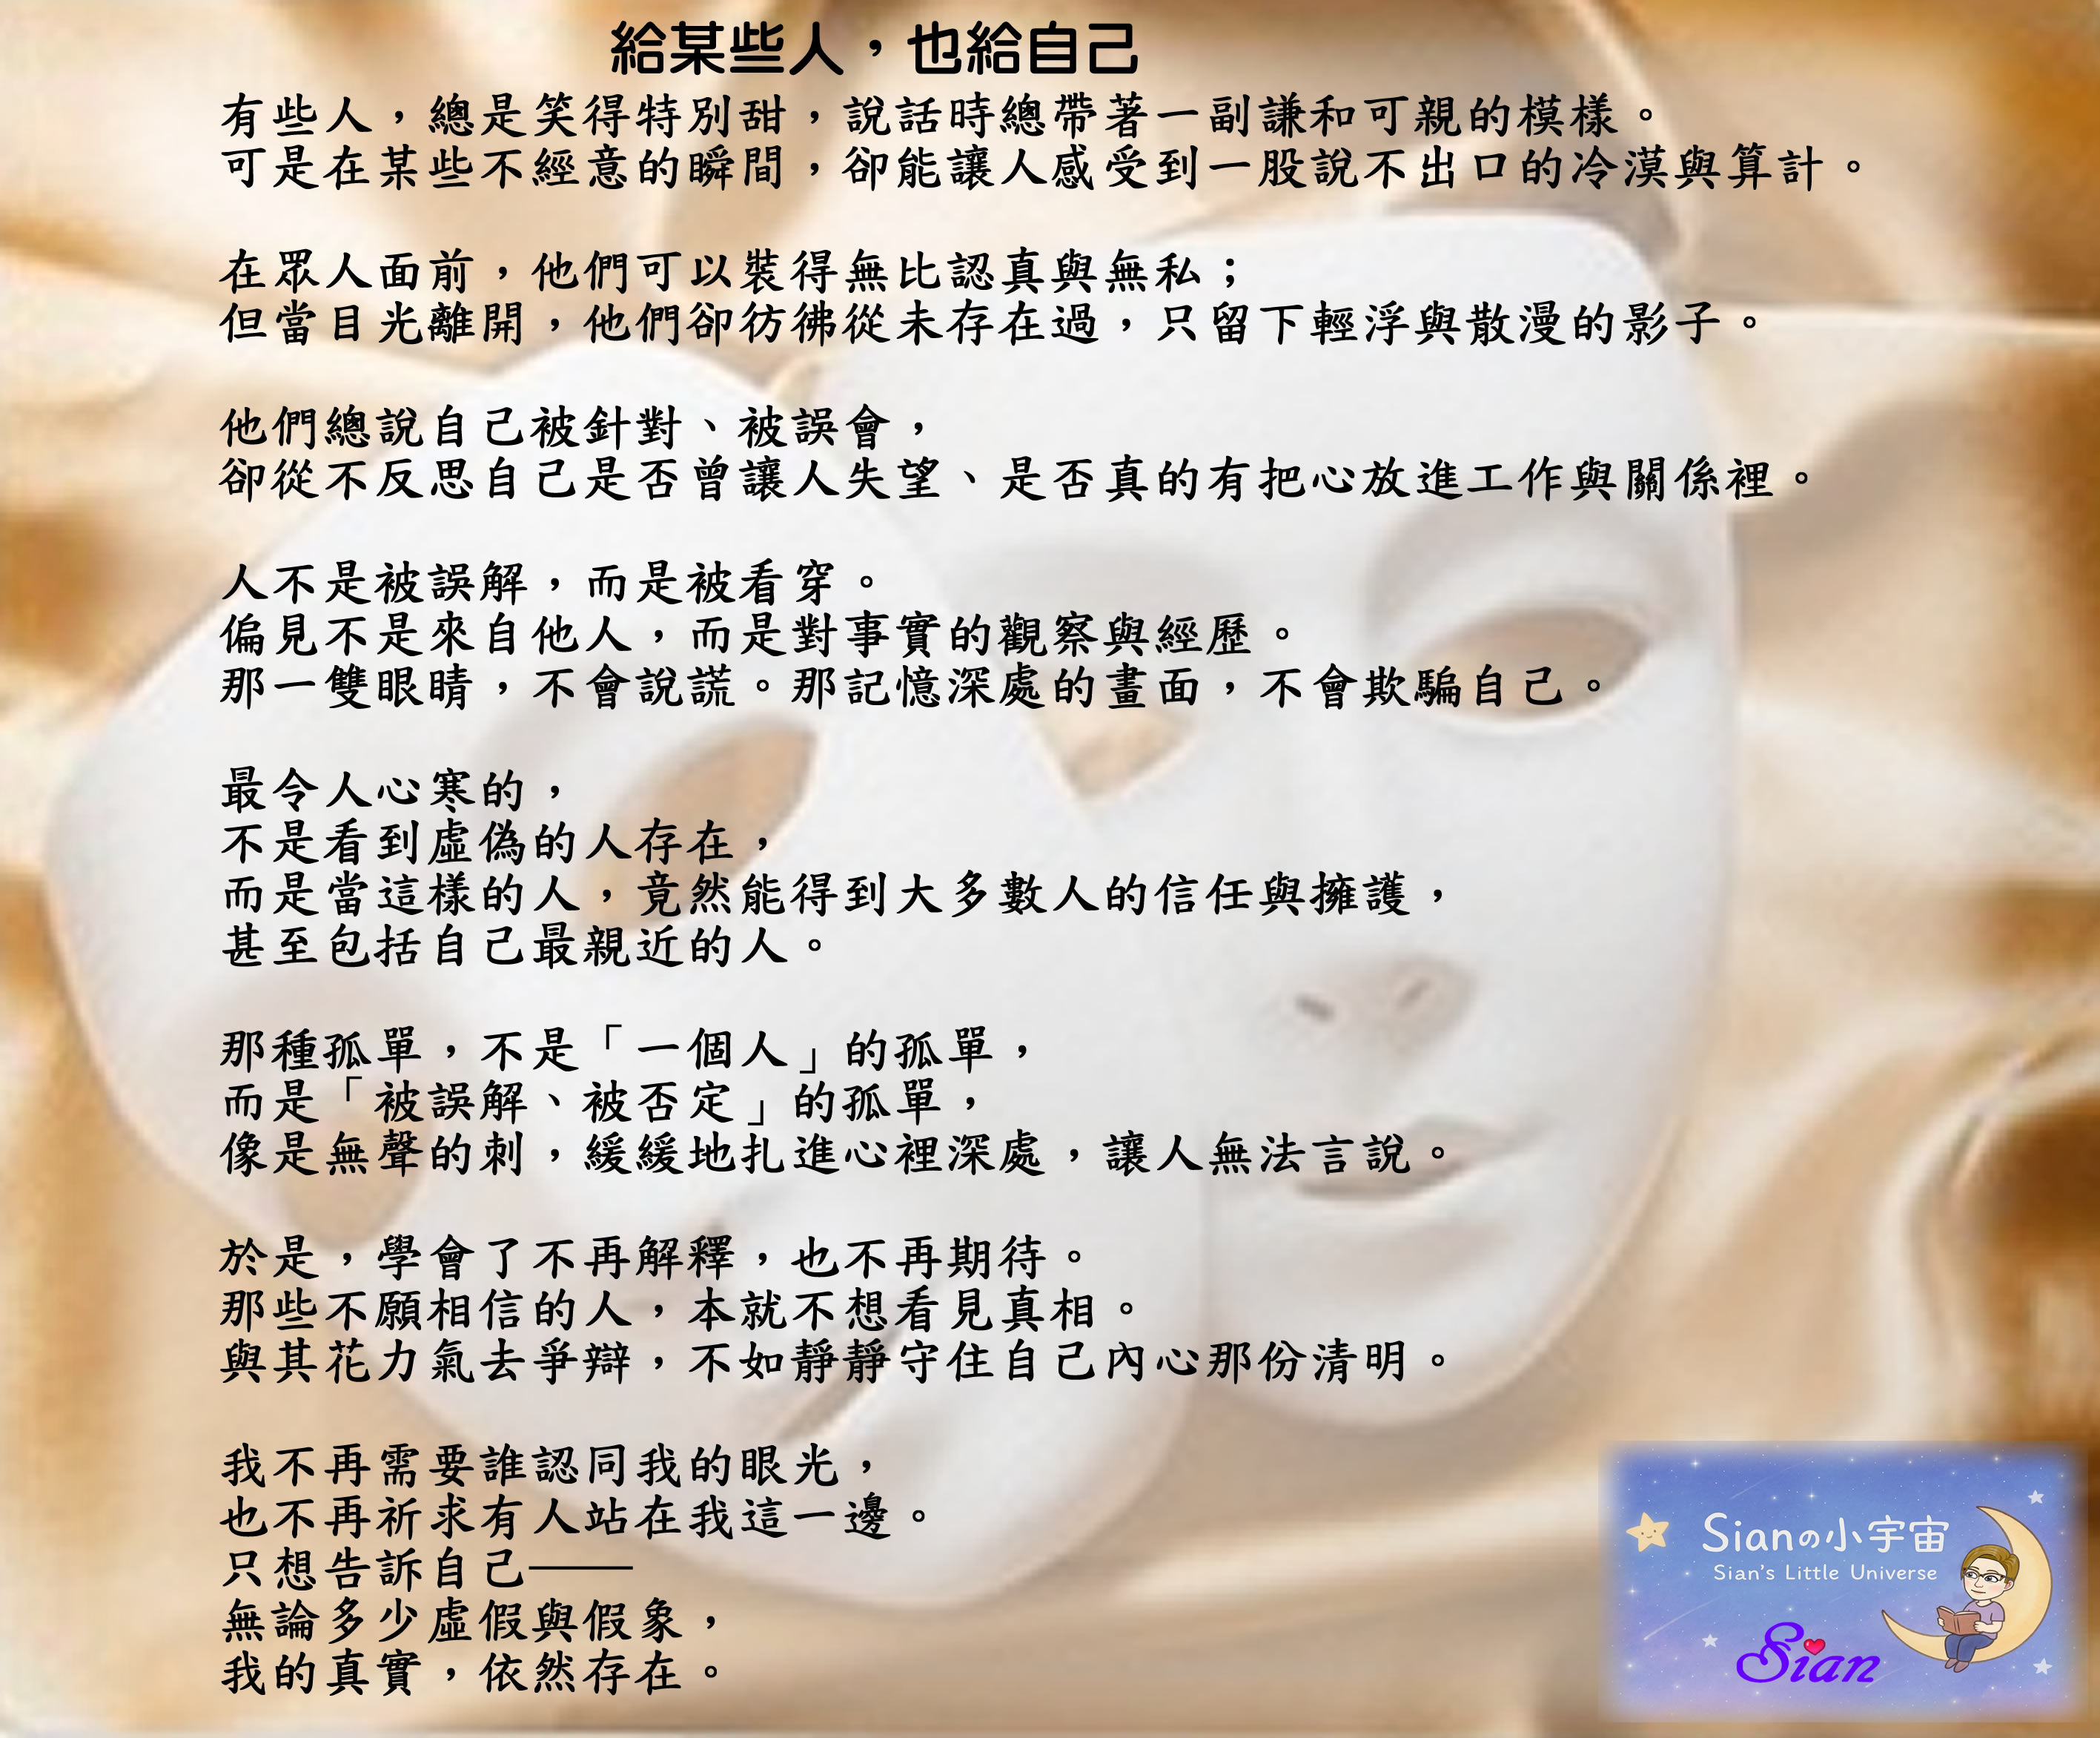 給某些人，也給自己
有些人，總是笑得特別甜，說話時總帶著一副謙和可親的模樣。
可是在某些不經意的瞬間，卻能讓人感受到一股說不出口的冷漠與算計。
在眾人面前，他們可以裝得無比認真與無私；
但當目光離開，他們卻彷彿從未存在過，只留下輕浮與散漫的影子。
他們總說自己被針對、被誤會，
卻從不反思自己是否曾讓人失望、是否真的有把心放進工作與關係裡。
人不是被誤解，而是被看穿。
偏見不是來自他人，而是對事實的觀察與經歷。
那一雙眼睛，不會說謊。那記憶深處的畫面，不會欺騙自己。
最令人心寒的，
不是看到虛偽的人存在，
而是當這樣的人，竟然能得到大多數人的信任與擁護，
甚至包括自己最親近的人。
那種孤單，不是「一個人」的孤單，
而是「被誤解、被否定」的孤單，
像是無聲的刺，緩緩地扎進心裡深處，讓人無法言說。
於是，學會了不再解釋，也不再期待。
那些不願相信的人，本就不想看見真相。
與其花力氣去爭辯，不如靜靜守住自己內心那份清明。
我不再需要誰認同我的眼光，
也不再祈求有人站在我這一邊。
只想告訴自己——
無論多少虛假與假象，
我的真實，依然存在。
Sianの小宇宙
Sian's Little Universe
Sian